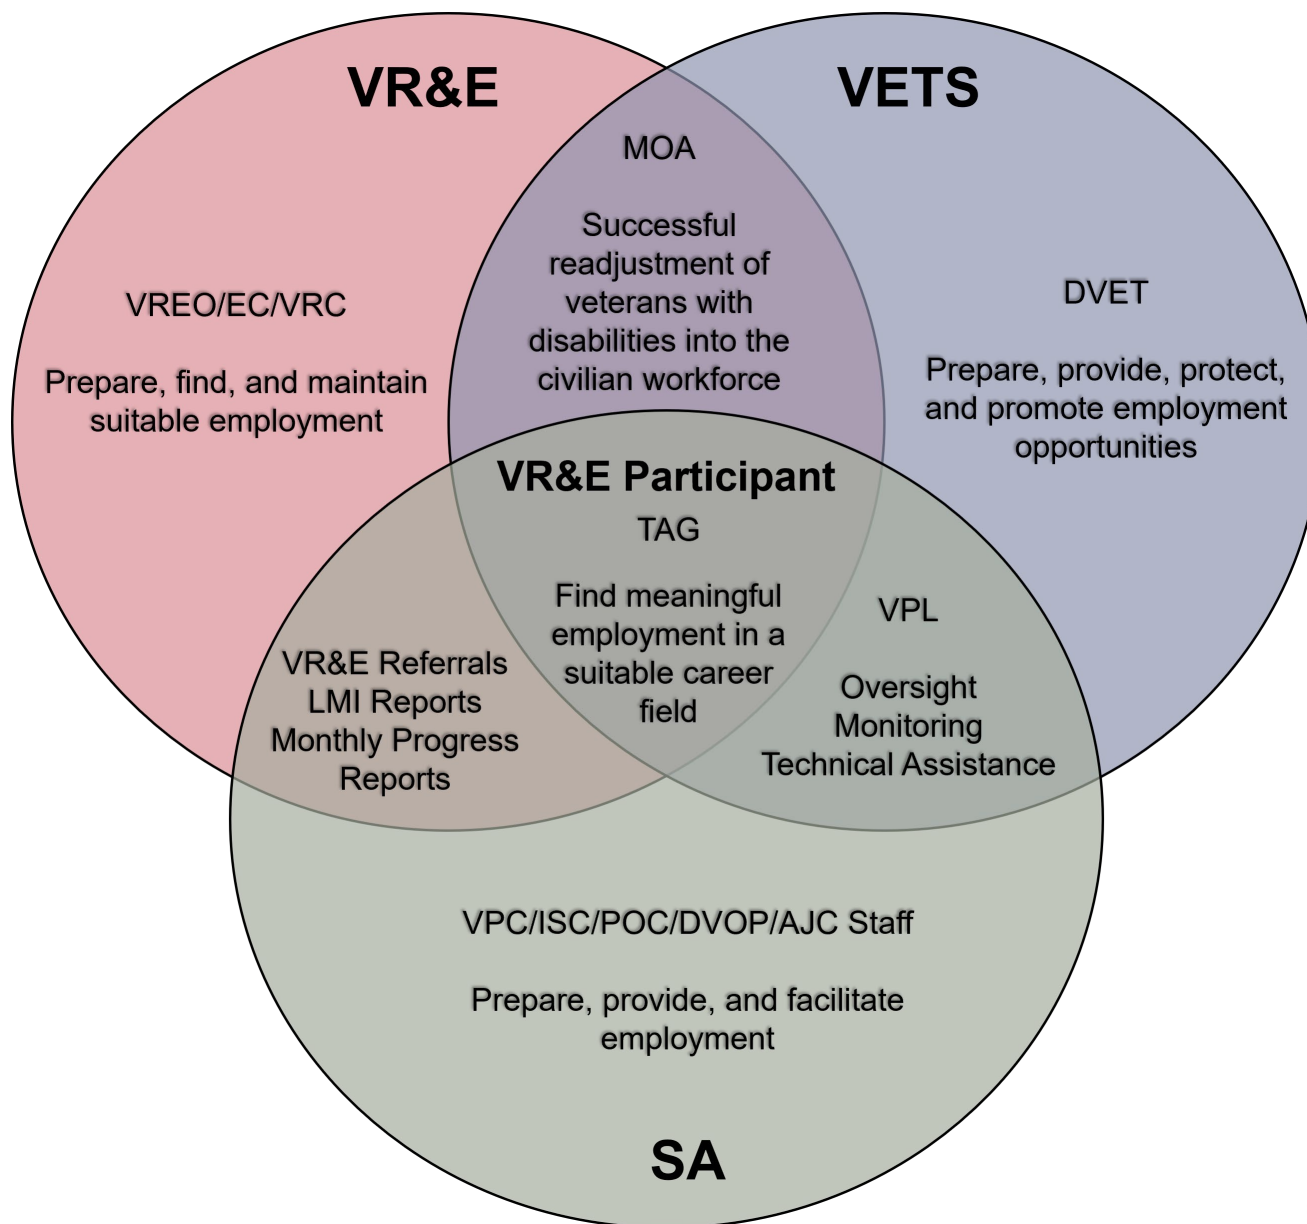 VR&E
VETS
MOA
Successful
readjustment of
veterans with
disabilities into the
civilian workforce
VREO/EC/VRC
Prepare, find, and maintain
suitable employment
DVET
Prepare, provide, protect,
and promote employment
opportunities
VR&E Participant
TAG
Find meaningful
employment in a
suitable career
field
VR&E Referrals
LMI Reports
Monthly Progress
Reports
VPL
Oversight
Monitoring
Technical Assistance
VPC/ISC/POC/DVOP/AJC Staff
Prepare, provide, and facilitate
employment
SA